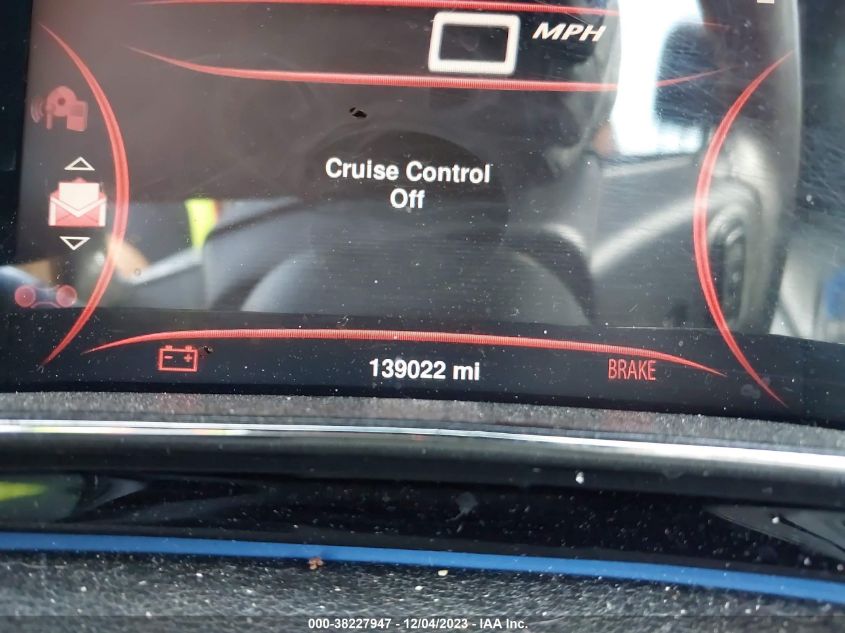 MPH
Cruise Control
Off
139022 mi
BRAKE
000-38227947 - 12/04/2023 - IAA Inc.